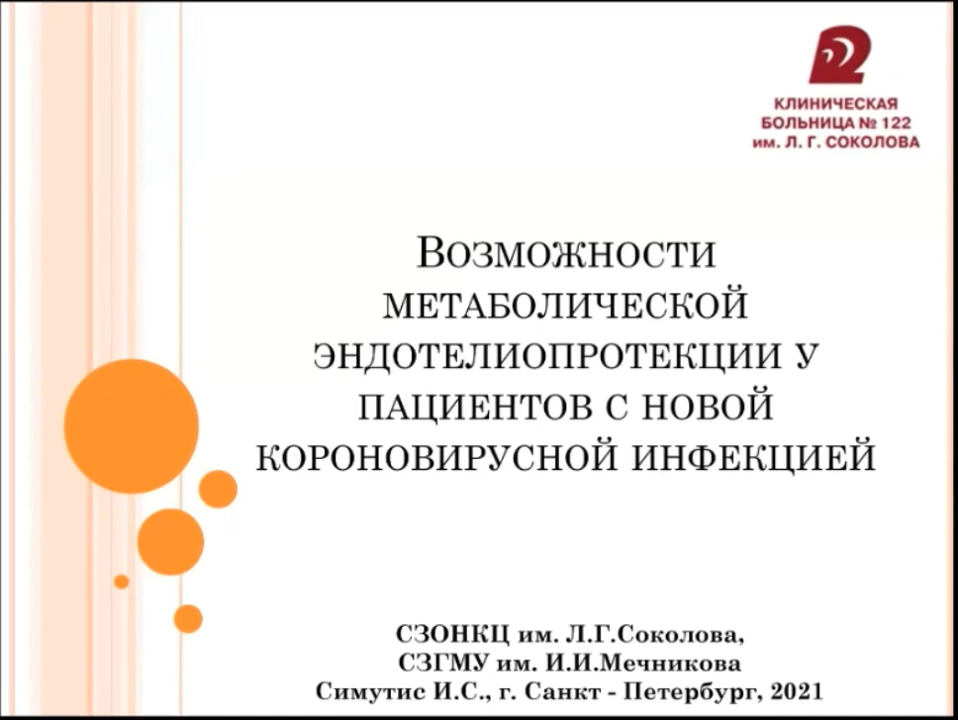 КЛИНИЧЕСКАЯ
БОЛЬНИЦА № 122
им. Л. Г. СОКОЛОВА
Возможности
метаболической
эндотелиопротекции у
пациентов с новой
короновирусной инфекцией
СЗОНКЦ им. Л.Г.Соколова,
СЗГМУ им. И.И.Мечникова
Симутис И.С., г. Санкт - Петербург, 2021